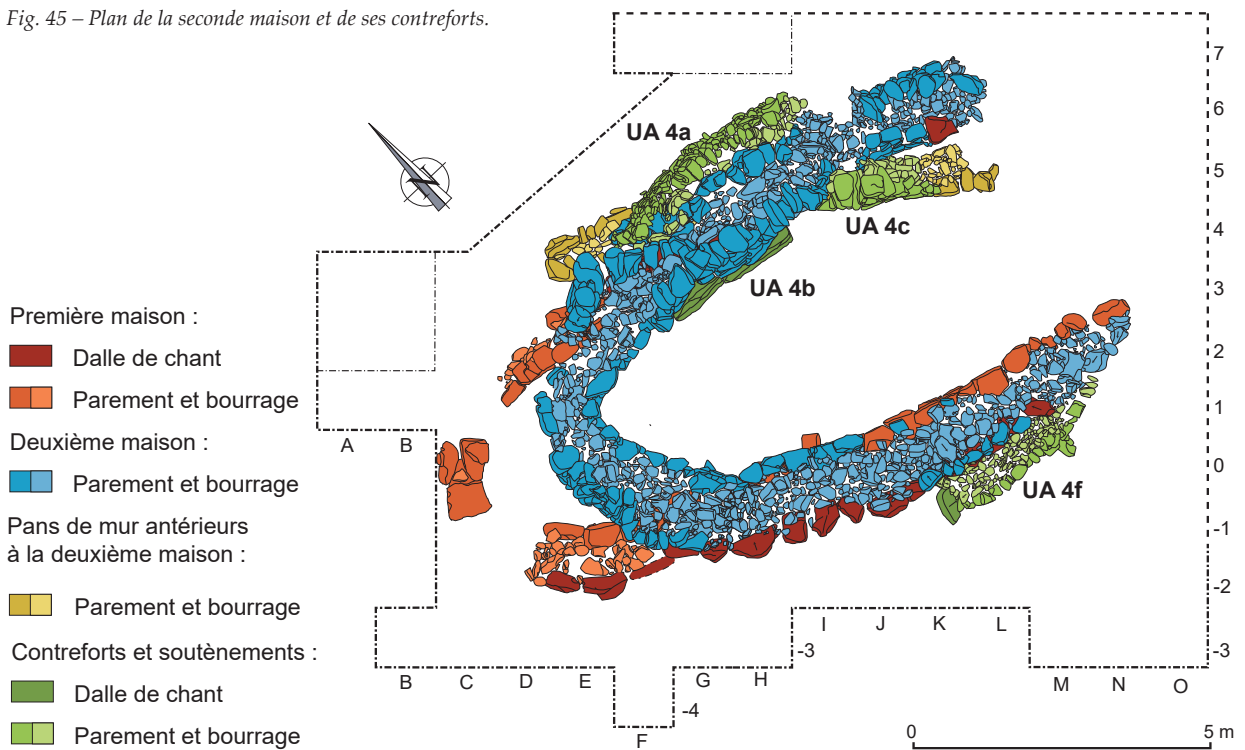 Fig. 45 – Plan de la seconde maison et de ses contreforts.
7
6
UA 4a
5
UA 4c
4
UA 4b
3
Première maison :
Dalle de chant
2
Parement et bourrage
1
A B
Deuxième maison :
0
Parement et bourrage
UA 4f
Pans de mur antérieurs
à la deuxième maison :
-1
-2
Parement et bourrage
I J K L
-3
-3
Contreforts et soutènements :
B C D E G H
M N O
Dalle de chant
-4
Parement et bourrage
F
0 5 m